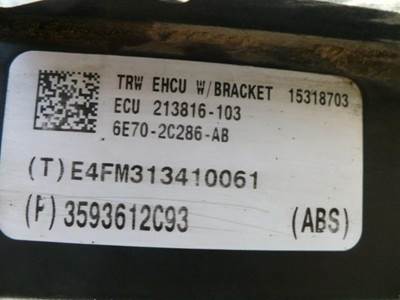 TRW EHCU W/BRACKET 15318703
ECU 213816-103
6E70-2C286-AB
(T) E4FM313410061
(P) 3593612C93 (ABS)